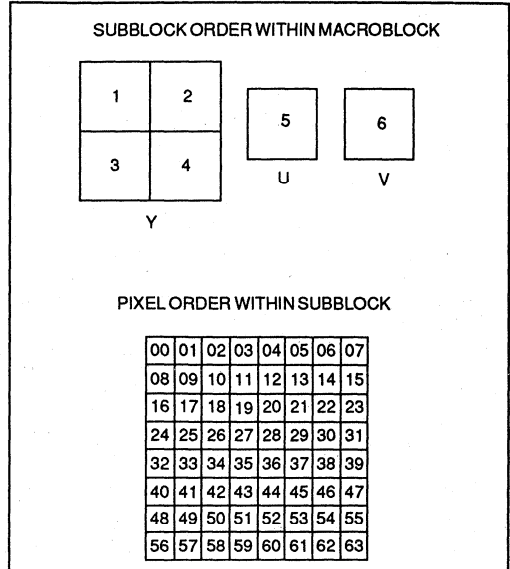 SUBBLOCK ORDER WITHIN MACROBLOCK
1 2
5 6
3 4
U V
Y
PIXEL ORDER WITHIN SUBBLOCK
00 01 02 03 04 05 06 07
08 09 10 11 12 13 14 15
16 17 18 19 20 21 22 23
24 25 26 27 28 29 30 31
32 33 34 35 36 37 38 39
40 41 42 43 44 45 46 47
48 49 50 51 52 53 54 55
56 57 58 59 60 61 62 63